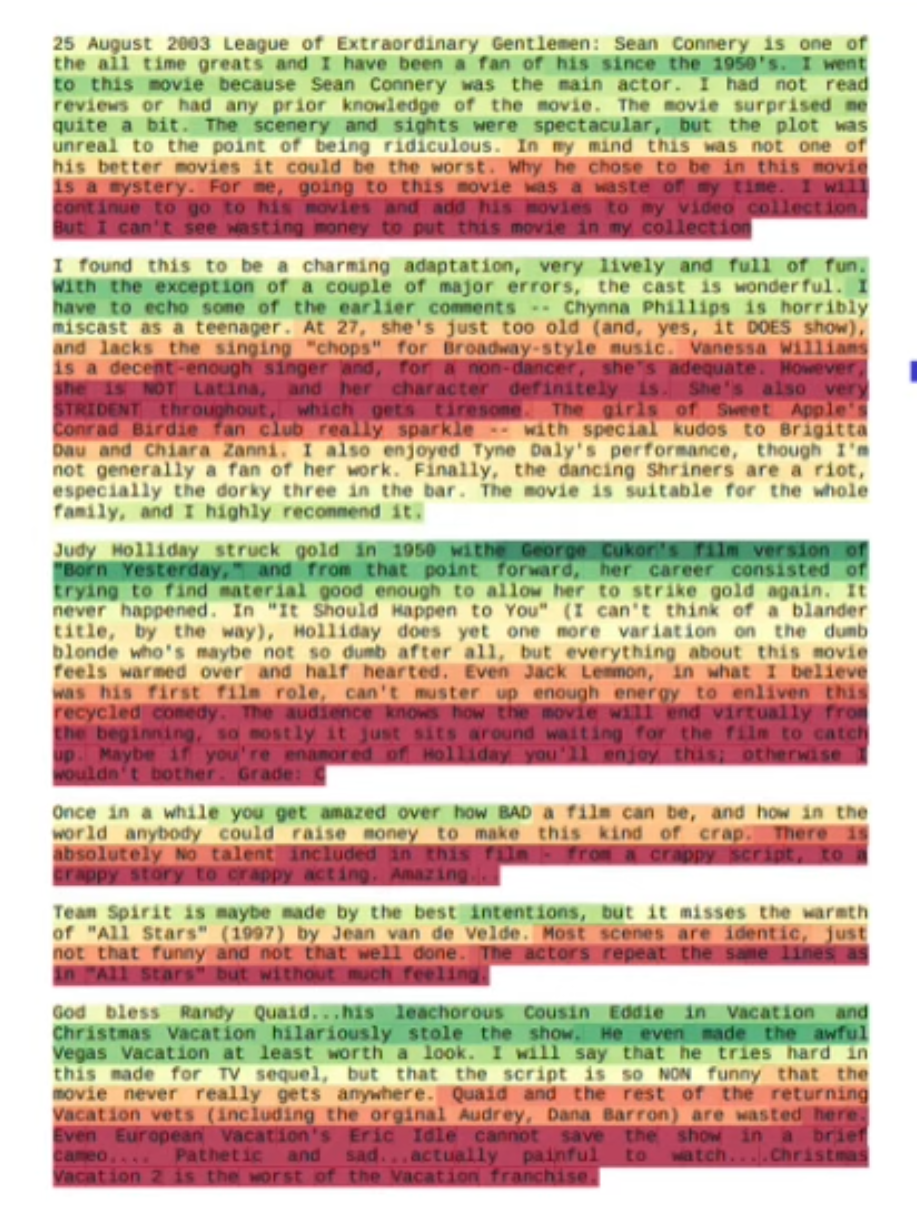 25 August 2003 League of Extraordinary Gentlemen: Sean Connery is one of
the all time greats and I have been a fan of his since the 1950's. I went
to this movie because Sean Connery was the main actor. I had not read
reviews or had any prior knowledge of the movie. The movie surprised me
quite a bit. The scenery and sights were spectacular, but the plot was
unreal to the point of being ridiculous. In my mind this was not one of
his better movies it could be the worst. Why he chose to be in this movie
is a mystery. For me, going to this movie was a waste of my time. I will
continue to go to his movies and add his movies to my video collection.
But I can't see wasting money to put this movie in my collection
I found this to be a charming adaptation, very lively and full of fun.
With the exception of a couple of major errors, the cast is wonderful. I
have to echo some of the earlier comments -- Chynna Phillips is horribly
miscast as a teenager. At 27, she's just too old (and, yes, it DOES show),
and lacks the singing "chops" for Broadway-style music. Vanessa Williams
is a decent-enough singer and, for a non-dancer, she's adequate. However,
she is NOT Latina, and her character definitely is. She's also very
STRIDENT throughout, which gets tiresome. The girls of Sweet Apple's
Conrad Birdie fan club really sparkle -- with special kudos to Brigitta
Dau and Chiara Zanni. I also enjoyed Tyne Daly's performance, though I'm
not generally a fan of her work. Finally, the dancing Shriners are a riot,
especially the dorky three in the bar. The movie is suitable for the whole
family, and I highly recommend it.
Judy Holliday struck gold in 1950 withe George Cukor's film version of
"Born Yesterday," and from that point forward, her career consisted of
trying to find material good enough to allow her to strike gold again. It
never happened. In "It Should Happen to You" (I can't think of a blander
title, by the way), Holliday does yet one more variation on the dumb
blonde who's maybe not so dumb after all, but everything about this movie
feels warmed over and half hearted. Even Jack Lemmon, in what I believe
was his first film role, can't muster up enough energy to enliven this
recycled comedy. The audience knows how the movie will end virtually from
the beginning, so mostly it just sits around waiting for the film to catch
up. Maybe if you're enamored of Holliday you'll enjoy this; otherwise I
wouldn't bother. Grade: C
Once in a while you get amazed over how BAD a film can be, and how in the
world anybody could raise money to make this kind of crap. There is
absolutely No talent included in this film - from a crappy script, to a
crappy story to crappy acting. Amazing...
Team Spirit is maybe made by the best intentions, but it misses the warmth
of "All Stars" (1997) by Jean van de Velde. Most scenes are identic, just
not that funny and not that well done. The actors repeat the same lines as
in "All Stars" but without much feeling.
God bless Randy Quaid...his leachorous Cousin Eddie in Vacation and
Christmas Vacation hilariously stole the show. He even made the awful
Vegas Vacation at least worth a look. I will say that he tries hard in
this made for TV sequel, but that the script is so NON funny that the
movie never really gets anywhere. Quaid and the rest of the returning
Vacation vets (including the orginal Audrey, Dana Barron) are wasted here.
Even European Vacation's Eric Idle cannot save the show in a brief
cameo.... Pathetic and sad...actually painful to watch....Christmas
Vacation 2 is the worst of the Vacation franchise.